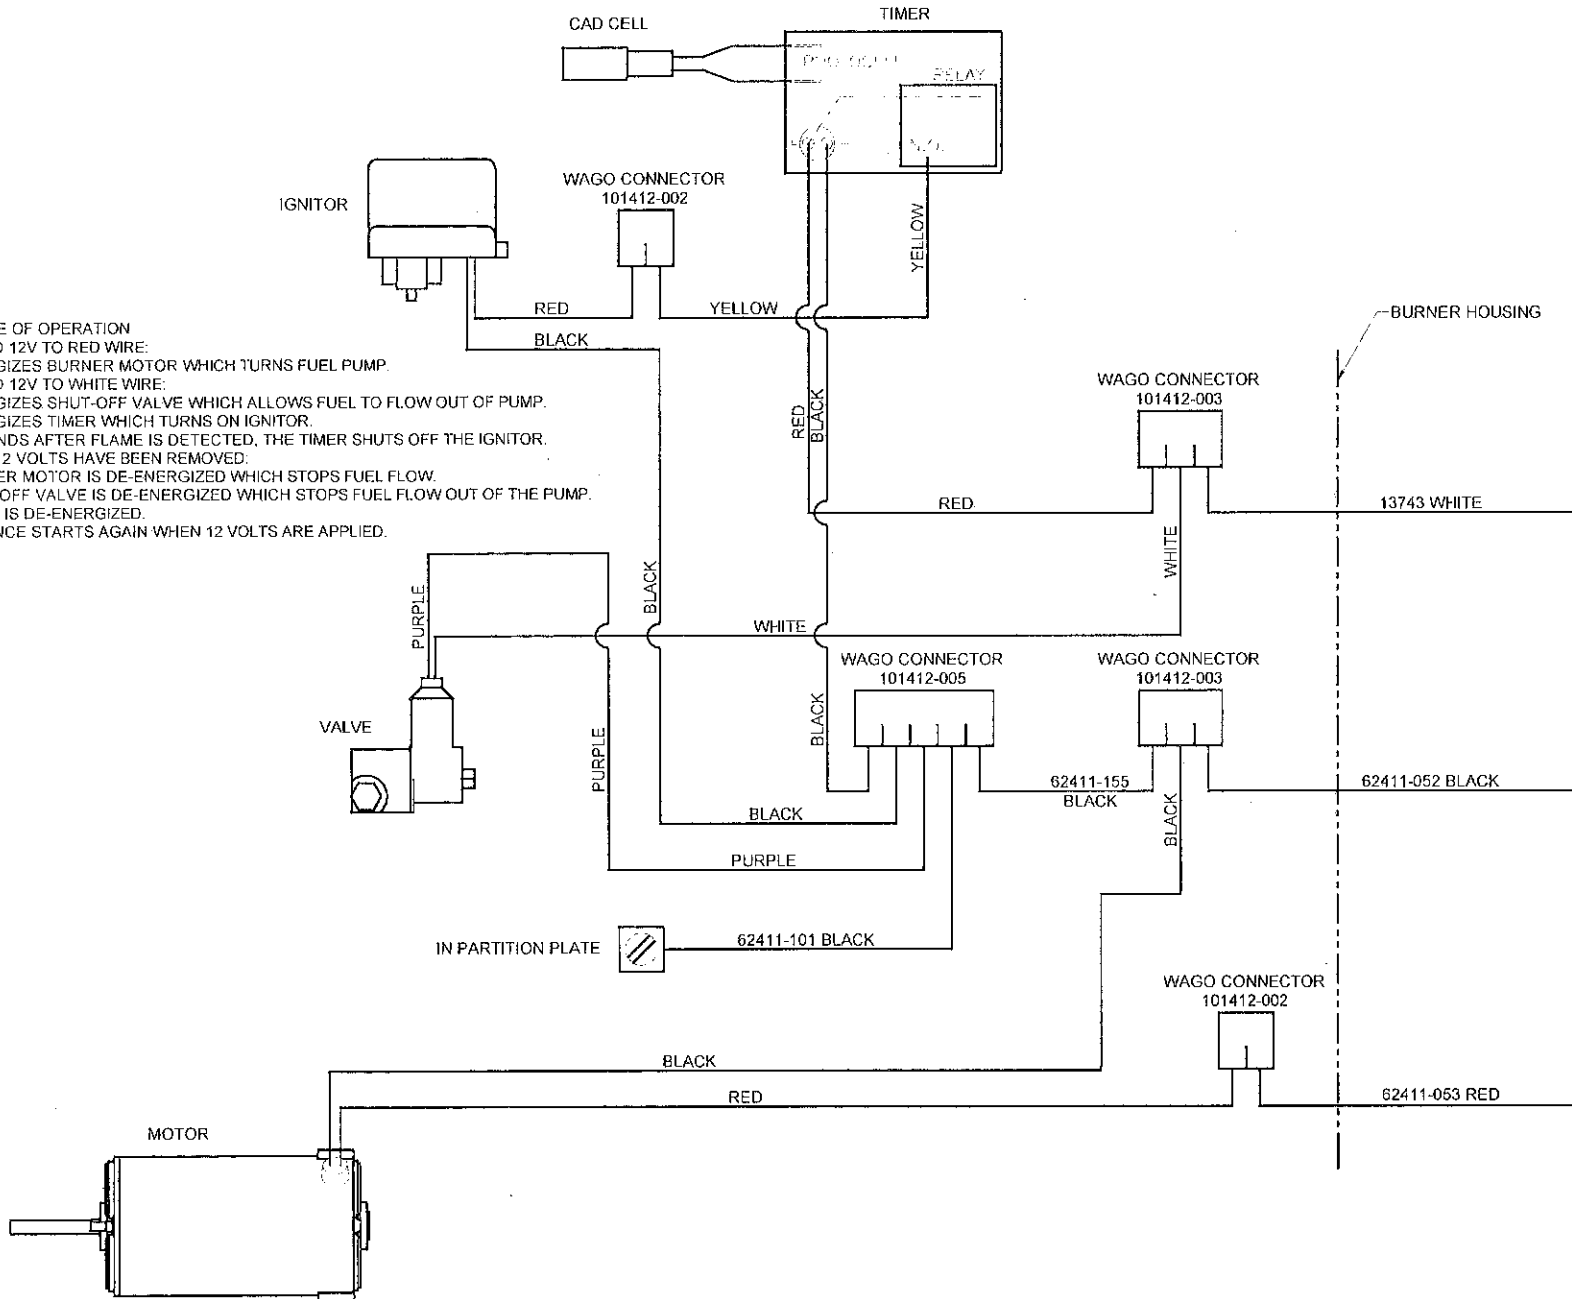 TIMER
CAD CELL
RELAY
WAGO CONNECTOR
101412-002
IGNITOR
YELLOW
RED
YELLOW
BLACK
BURNER HOUSING
E OF OPERATION
12V TO RED WIRE:
GIZES BURNER MOTOR WHICH TURNS FUEL PUMP.
12V TO WHITE WIRE:
GIZES SHUT-OFF VALVE WHICH ALLOWS FUEL TO FLOW OUT OF PUMP.
GIZES TIMER WHICH TURNS ON IGNITOR.
NDS AFTER FLAME IS DETECTED, THE TIMER SHUTS OFF THE IGNITOR.
2 VOLTS HAVE BEEN REMOVED:
ER MOTOR IS DE-ENERGIZED WHICH STOPS FUEL FLOW.
OFF VALVE IS DE-ENERGIZED WHICH STOPS FUEL FLOW OUT OF THE PUMP.
IS DE-ENERGIZED.
NCE STARTS AGAIN WHEN 12 VOLTS ARE APPLIED.
WAGO CONNECTOR
101412-003
RED
BLACK
RED
13743 WHITE
WHITE
PURPLE
BLACK
WHITE
WAGO CONNECTOR
101412-005
WAGO CONNECTOR
101412-003
VALVE
PURPLE
BLACK
62411-155
BLACK
62411-052 BLACK
BLACK
BLACK
PURPLE
IN PARTITION PLATE
62411-101 BLACK
WAGO CONNECTOR
101412-002
BLACK
RED
62411-053 RED
MOTOR